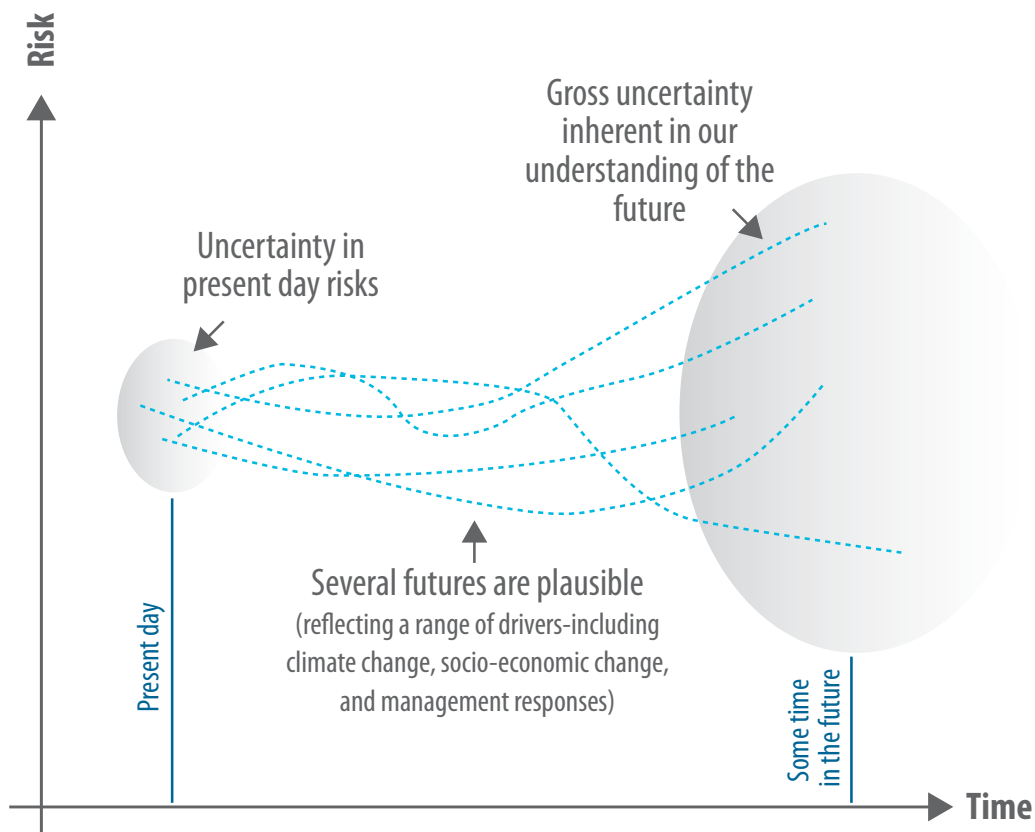 Risk
Gross uncertainty
inherent in our
understanding of the
future
Uncertainty in
present day risks
Several futures are plausible
(reflecting a range of drivers-including
climate change, socio-economic change,
and management responses)
Present day
Some time
in the future
Time